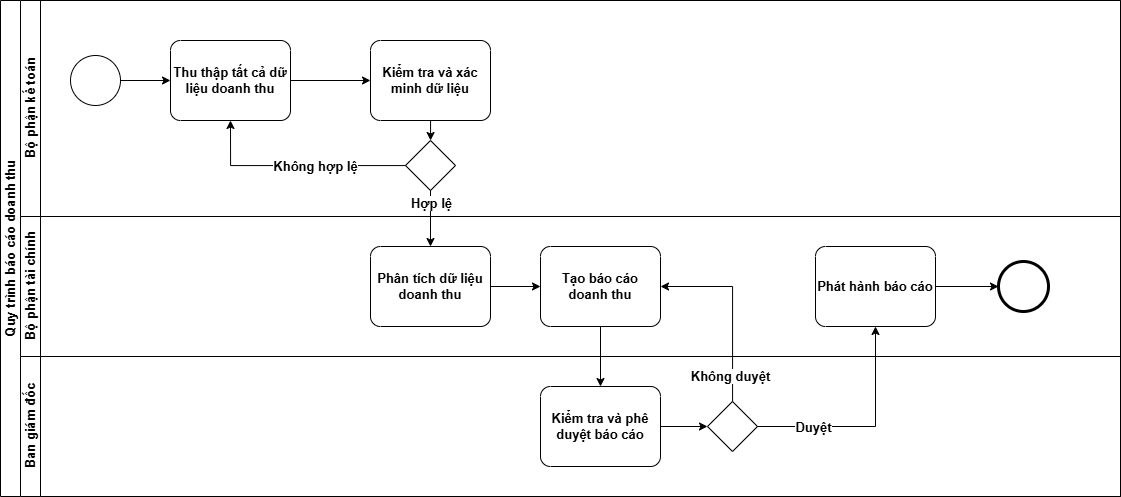 Quy trình báo cáo doanh thu
Bộ phận kế toán
Thu thập tất cả dữ
liệu doanh thu
Kiểm tra và xác
minh dữ liệu
Không hợp lệ
Hợp lệ
Bộ phận tài chính
Phân tích dữ liệu
doanh thu
Tạo báo cáo
doanh thu
Phát hành báo cáo
Ban giám đốc
Không duyệt
Kiểm tra và phê
duyệt báo cáo
Duyệt